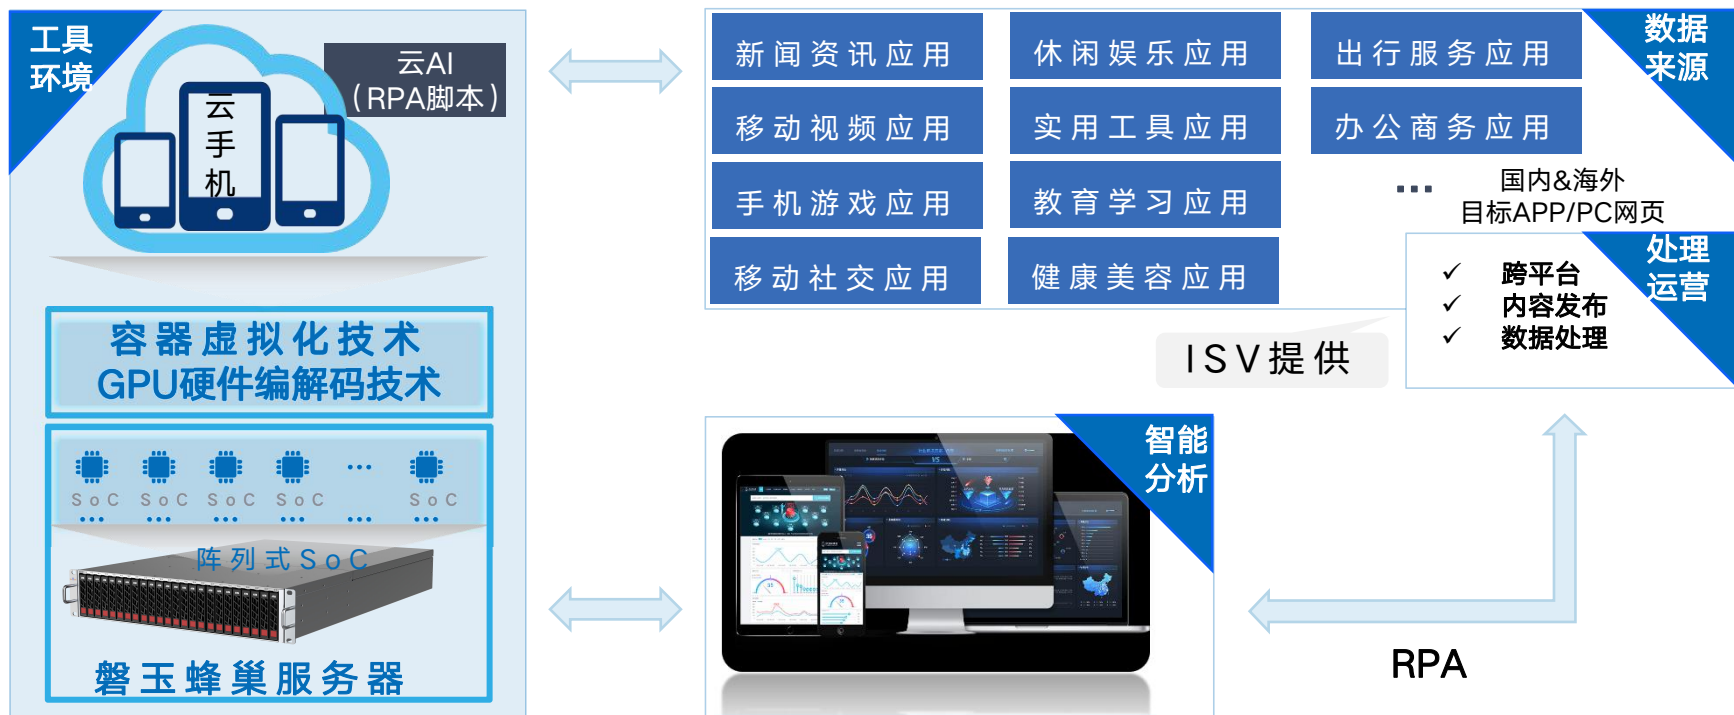 工具
环境
云AI
（RPA脚本）
云
手
机
容器虚拟化技术
GPU硬件编解码技术
SoC
SoC
SoC
SoC
...
SoC
阵列式SoC
磐玉蜂巢服务器
数据
来源
新闻资讯应用
休闲娱乐应用
出行服务应用
移动视频应用
实用工具应用
办公商务应用
手机游戏应用
教育学习应用
...
国内&海外
目标APP/PC网页
移动社交应用
健康美容应用
处理
运营
✓ 跨平台
✓ 内容发布
✓ 数据处理
ISV提供
智能
分析
VS
RPA